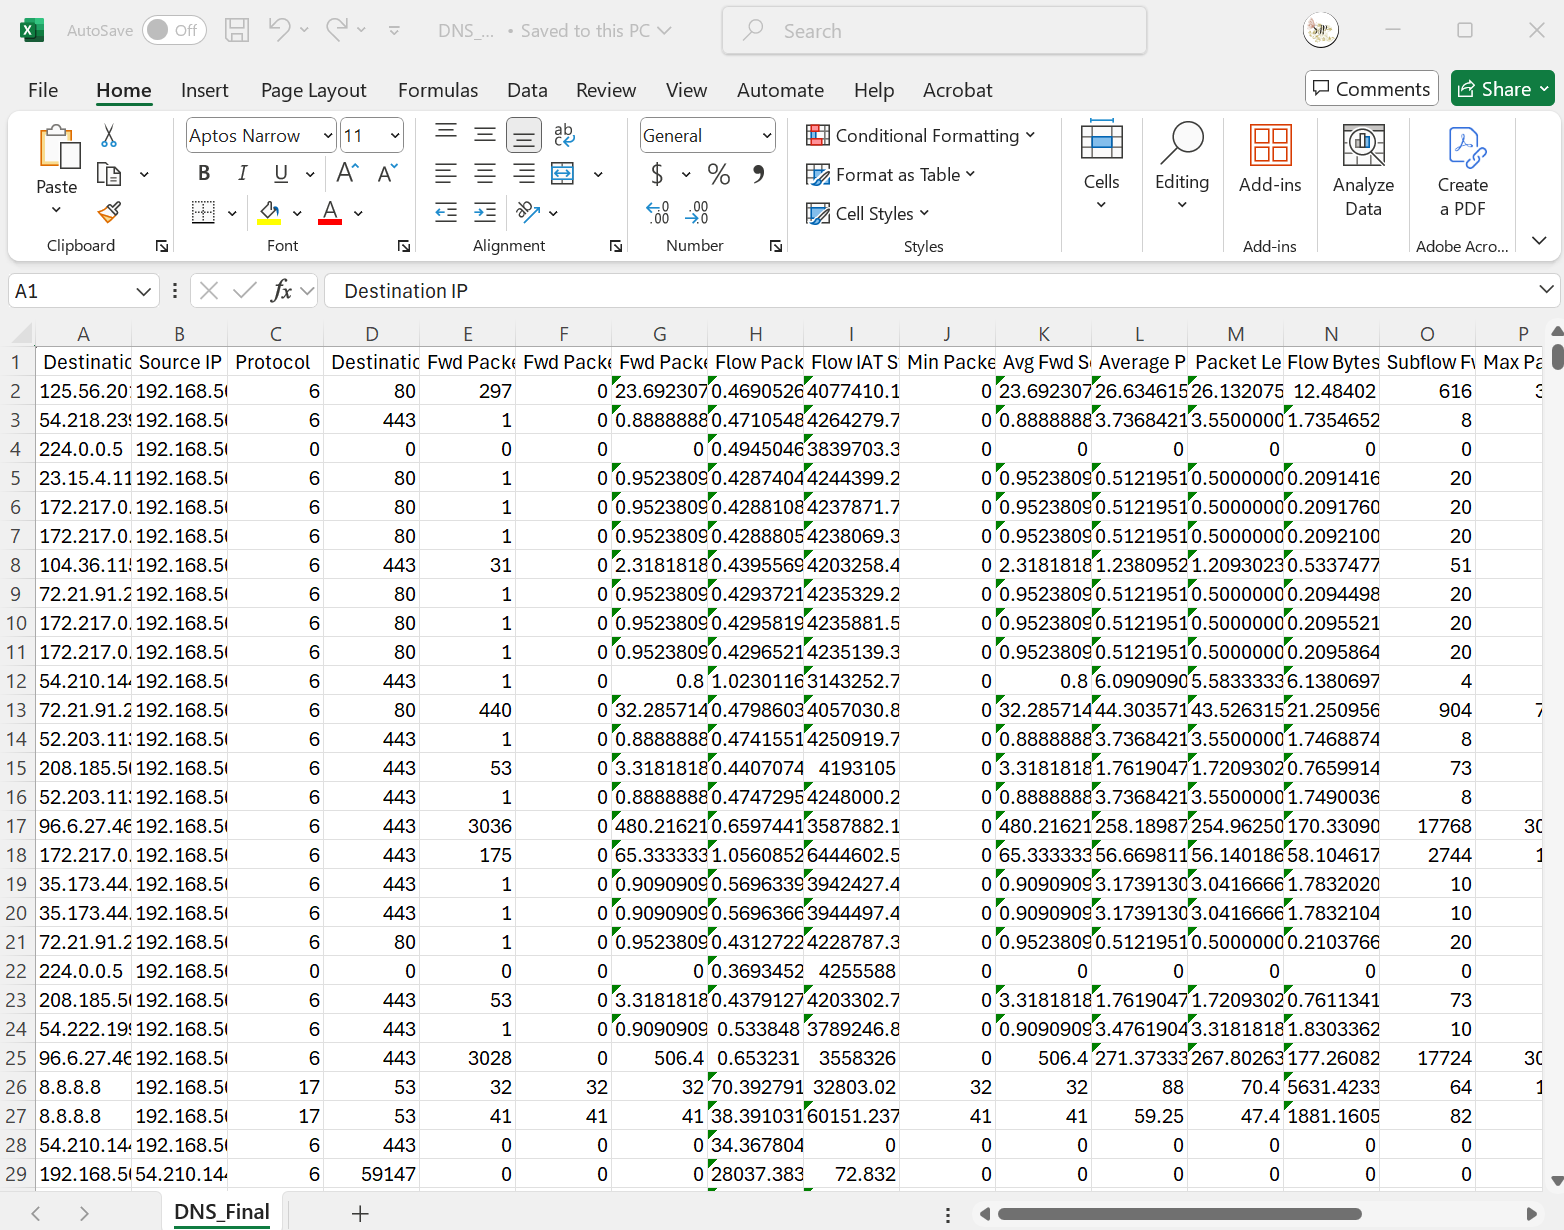 AutoSave Off DNS_... • Saved to this PC Search
File Home Insert Page Layout Formulas Data Review View Automate Help Acrobat Comments Share
Paste Aptos Narrow 11 General Conditional Formatting Cells Editing Add-ins Analyze Data Create a PDF
B I U $ % Format as Table
Cell Styles
Clipboard Font Alignment Number Styles Add-ins Adobe Acro...
A1 fx Destination IP
A B C D E F G H I J K L M N O P
1 Destinatic Source IP Protocol Destinatic Fwd Packe Fwd Packe Fwd Packe Flow Pack Flow IAT S Min Packe Avg Fwd S Average P Packet Le Flow Bytes Subflow Fv Max Pa
2 125.56.20 192.168.5 6 80 297 0 23.692307 0.4690526 4077410.1 0 23.692307 26.634615 26.132075 12.48402 616
3 54.218.239 192.168.5 6 443 1 0 0.8888888 0.4710548 4264279.7 0 0.8888888 3.7368421 3.5500000 1.7354652 8
4 224.0.0.5 192.168.5 0 0 0 0 0 0.4945046 3839703.3 0 0 0 0 0 0
5 23.15.4.11 192.168.5 6 80 1 0 0.9523809 0.4287404 4244399.2 0 0.9523809 0.5121951 0.5000000 0.2091416 20
6 172.217.0. 192.168.5 6 80 1 0 0.9523809 0.4288108 4237871.7 0 0.9523809 0.5121951 0.5000000 0.2091760 20
7 172.217.0. 192.168.5 6 80 1 0 0.9523809 0.4288805 4238069.3 0 0.9523809 0.5121951 0.5000000 0.2092100 20
8 104.36.11 192.168.5 6 443 31 0 2.3181818 0.4395569 4203258.4 0 2.3181818 1.2380952 1.2093023 0.5337477 51
9 72.21.91.2 192.168.5 6 80 1 0 0.9523809 0.4293721 4235329.2 0 0.9523809 0.5121951 0.5000000 0.2094498 20
10 172.217.0. 192.168.5 6 80 1 0 0.9523809 0.4295819 4235881.5 0 0.9523809 0.5121951 0.5000000 0.2095521 20
11 172.217.0. 192.168.5 6 80 1 0 0.9523809 0.4296521 4235139.3 0 0.9523809 0.5121951 0.5000000 0.2095864 20
12 54.210.144 192.168.5 6 443 1 0 0.8 1.0230116 3143252.7 0 0.8 6.0909090 5.5833333 6.1380697 4
13 72.21.91.2 192.168.5 6 80 440 0 32.285714 0.4798603 4057030.8 0 32.285714 44.303571 43.526315 21.250956 904 7
14 52.203.113 192.168.5 6 443 1 0 0.8888888 0.4741551 4250919.7 0 0.8888888 3.7368421 3.5500000 1.7468874 8
15 208.185.5 192.168.5 6 443 53 0 3.3181818 0.4407074 4193105 0 3.3181818 1.7619047 1.7209302 0.7659914 73
16 52.203.113 192.168.5 6 443 1 0 0.8888888 0.4747295 4248000.2 0 0.8888888 3.7368421 3.5500000 1.7490036 8
17 96.6.27.46 192.168.5 6 443 3036 0 480.21621 0.6597441 3587882.1 0 480.21621 258.18987 254.96250 170.33090 17768 30
18 172.217.0. 192.168.5 6 443 175 0 65.333333 1.0560852 6444602.5 0 65.333333 56.669811 56.140186 58.104617 2744 1
19 35.173.44. 192.168.5 6 443 1 0 0.9090909 0.5696339 3942427.4 0 0.9090909 3.1739130 3.0416666 1.7832020 10
20 35.173.44. 192.168.5 6 443 1 0 0.9090909 0.5696366 3944497.4 0 0.9090909 3.1739130 3.0416666 1.7832104 10
21 72.21.91.2 192.168.5 6 80 1 0 0.9523809 0.4312722 4228787.3 0 0.9523809 0.5121951 0.5000000 0.2103766 20
22 224.0.0.5 192.168.5 0 0 0 0 0 0.3693452 4255588 0 0 0 0 0 0
23 208.185.5 192.168.5 6 443 53 0 3.3181818 0.4379127 4203302.7 0 3.3181818 1.7619047 1.7209302 0.7611341 73
24 54.222.199 192.168.5 6 443 1 0 0.9090909 0.533848 3789246.8 0 0.9090909 3.4761904 3.3181818 1.8303362 10
25 96.6.27.46 192.168.5 6 443 3028 0 506.4 0.653231 3558326 0 506.4 271.37333 267.80263 177.26082 17724 30
26 8.8.8.8 192.168.5 17 53 32 32 32 70.392791 32803.02 32 32 88 70.4 5631.4233 64 1
27 8.8.8.8 192.168.5 17 53 41 41 41 38.391031 60151.237 41 41 59.25 47.4 1881.1605 82
28 54.210.144 192.168.5 6 443 0 0 0 34.367804 0 0 0 0 0 0 0
29 192.168.5 54.210.144 6 59147 0 0 0 28037.383 72.832 0 0 0 0 0 0
DNS_Final